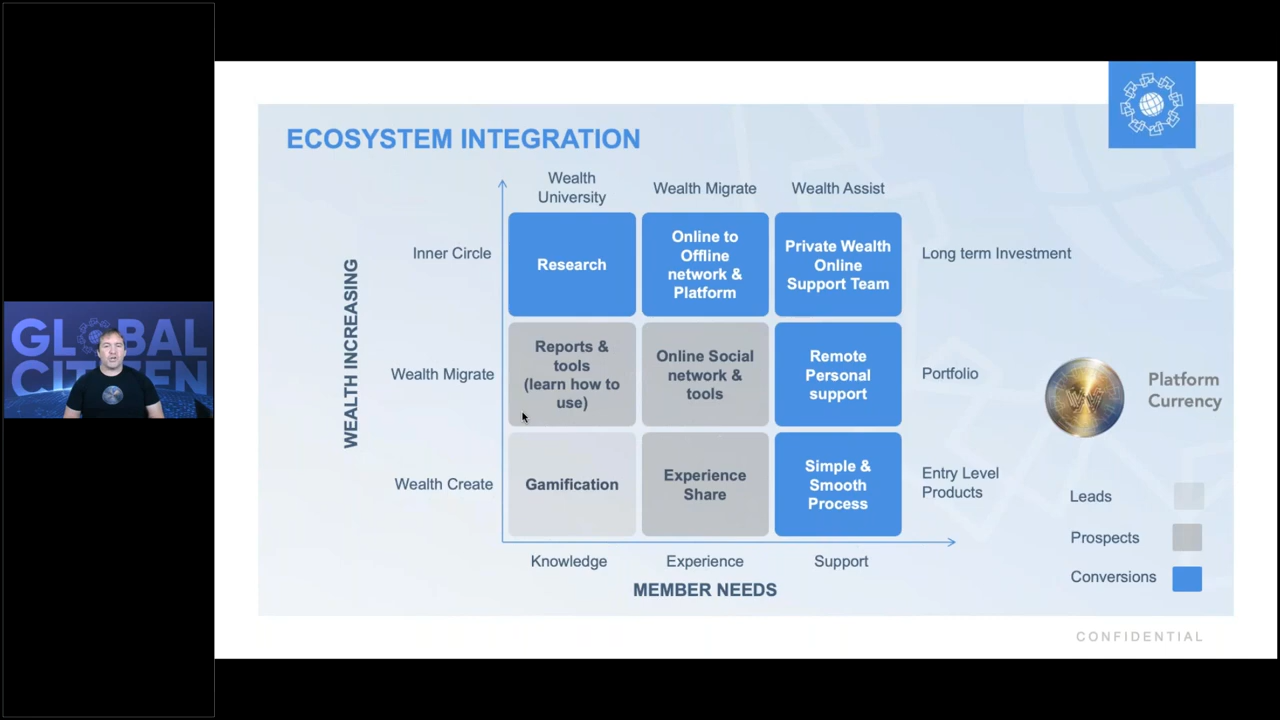 GLOBAL
CITIZEN
ECOSYSTEM INTEGRATION
Wealth
University
Wealth Migrate
Wealth Assist
WEALTH INCREASING
Inner Circle
Research
Online to
Offline
network &
Platform
Private Wealth
Online
Support Team
Long term Investment
Wealth Migrate
Reports &
tools
(learn how to
use)
Online Social
network &
tools
Remote
Personal
support
Portfolio
Wealth Create
Gamification
Experience
Share
Simple &
Smooth
Process
Entry Level
Products
Knowledge
Experience
Support
MEMBER NEEDS
Platform
Currency
Leads
Prospects
Conversions
CONFIDENTIAL